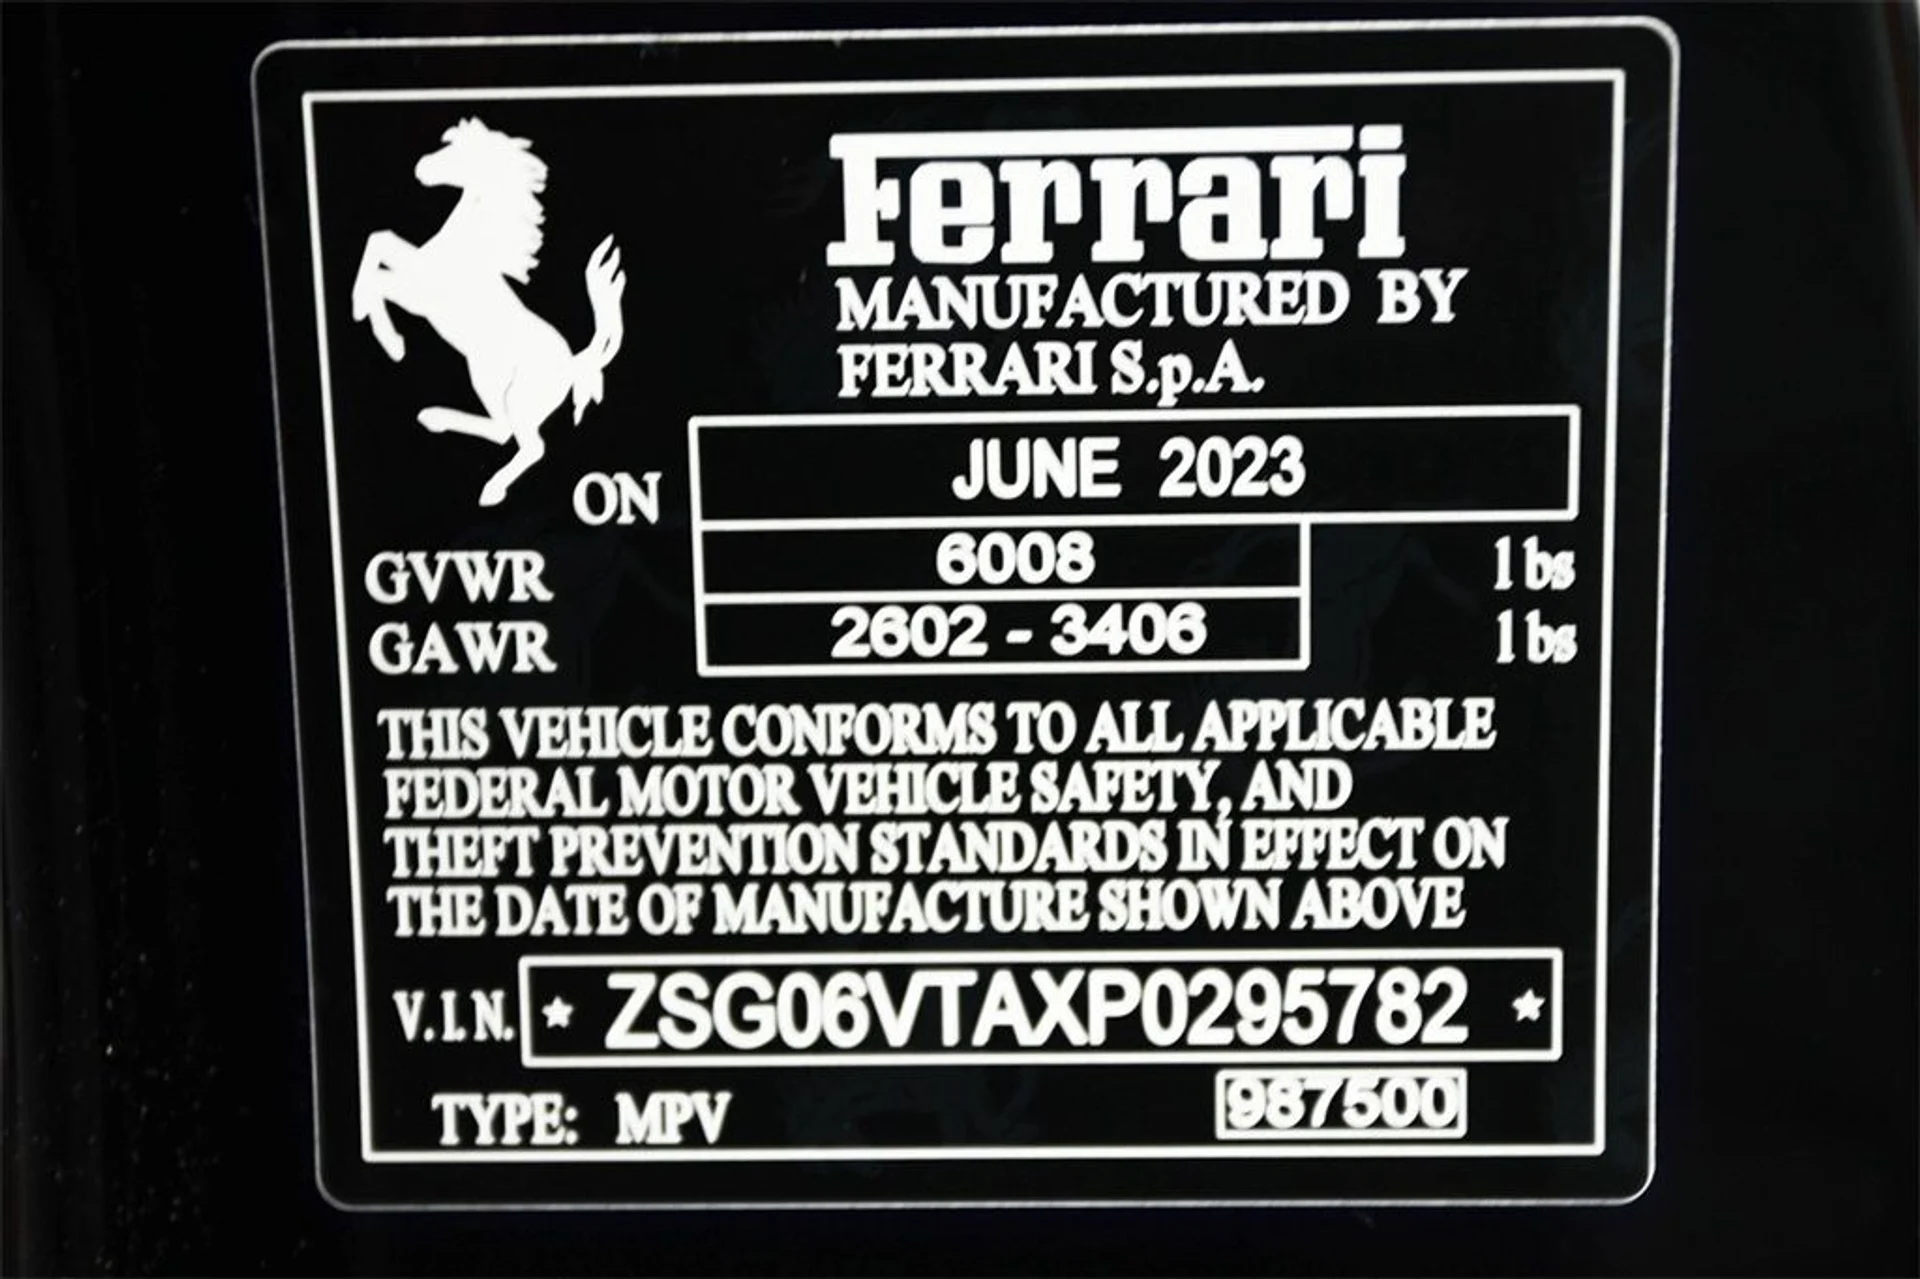 Ferrari
MANUFACTURED BY
FERRARI S.p.A.
ON JUNE 2023
GVWR 6008 lbs
GAWR 2602 - 3406 lbs
THIS VEHICLE CONFORMS TO ALL APPLICABLE
FEDERAL MOTOR VEHICLE SAFETY, AND
THEFT PREVENTION STANDARDS IN EFFECT ON
THE DATE OF MANUFACTURE SHOWN ABOVE
V.I.N. * ZSG06VTAXP0295782 *
TYPE: MPV 987500